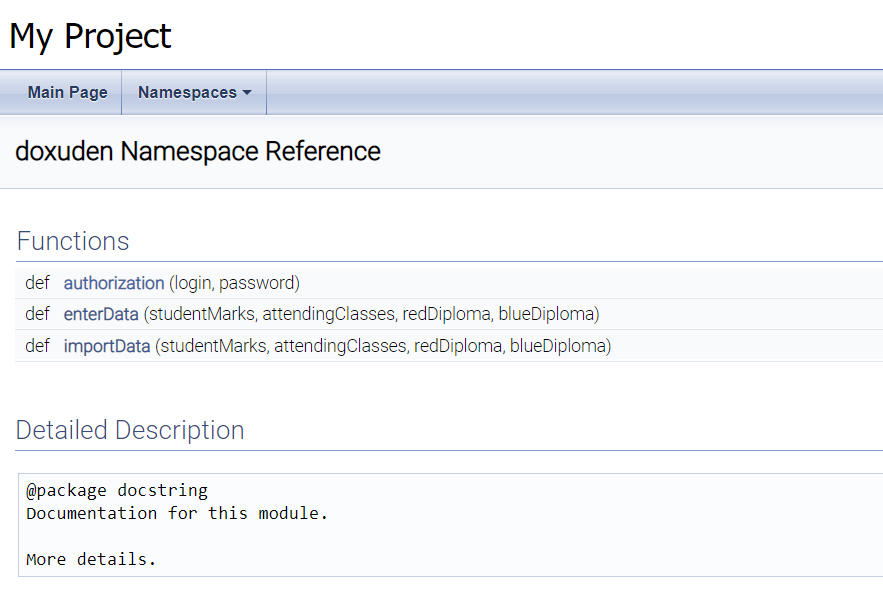 My Project
Main Page Namespaces
doxuden Namespace Reference
Functions
def authorization (login, password)
def enterData (studentMarks, attendingClasses, redDiploma, blueDiploma)
def importData (studentMarks, attendingClasses, redDiploma, blueDiploma)
Detailed Description
@package docstring
Documentation for this module.
More details.